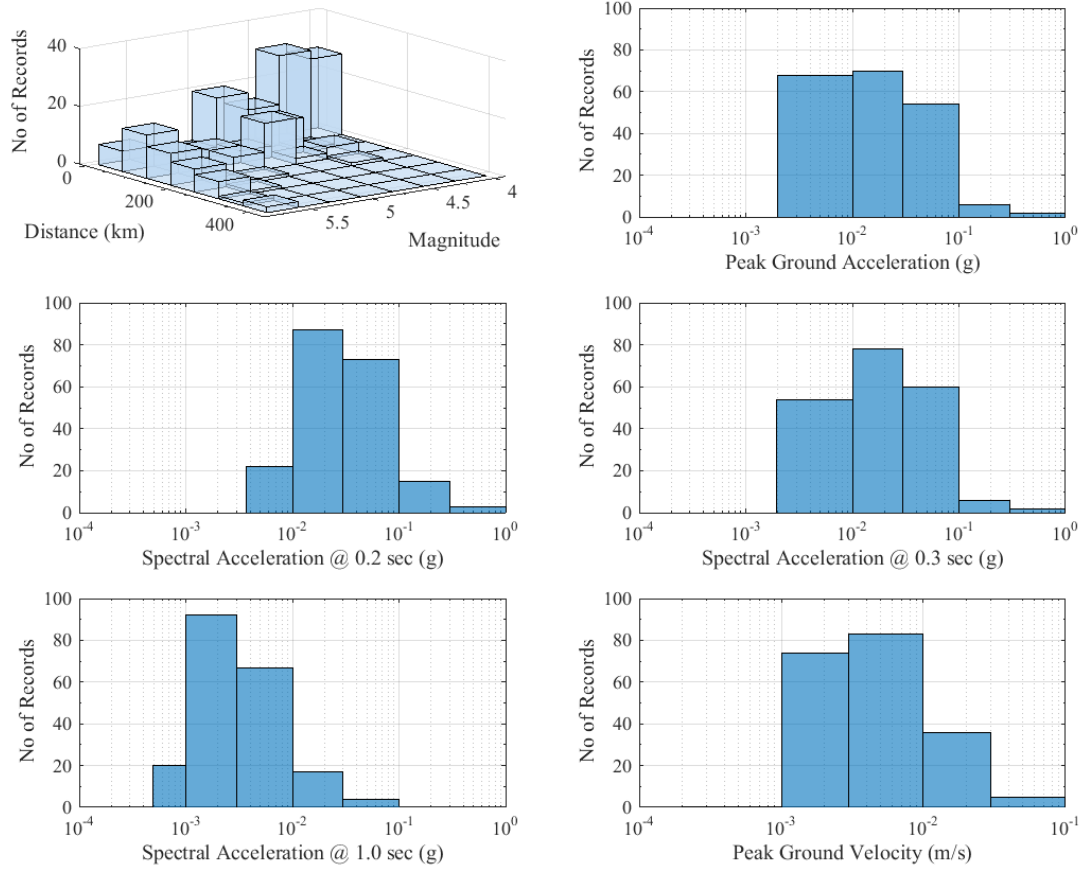 40
20
0
No of Records
0
200
400
Distance (km)
5.5
5
4.5
4
Magnitude
100
80
60
40
20
0
No of Records
10^-4 10^-3 10^-2 10^-1 10^0
Peak Ground Acceleration (g)
100
80
60
40
20
0
No of Records
10^-4 10^-3 10^-2 10^-1 10^0
Spectral Acceleration @ 0.2 sec (g)
100
80
60
40
20
0
No of Records
10^-4 10^-3 10^-2 10^-1 10^0
Spectral Acceleration @ 0.3 sec (g)
100
80
60
40
20
0
No of Records
10^-4 10^-3 10^-2 10^-1 10^0
Spectral Acceleration @ 1.0 sec (g)
100
80
60
40
20
0
No of Records
10^-4 10^-3 10^-2 10^-1
Peak Ground Velocity (m/s)